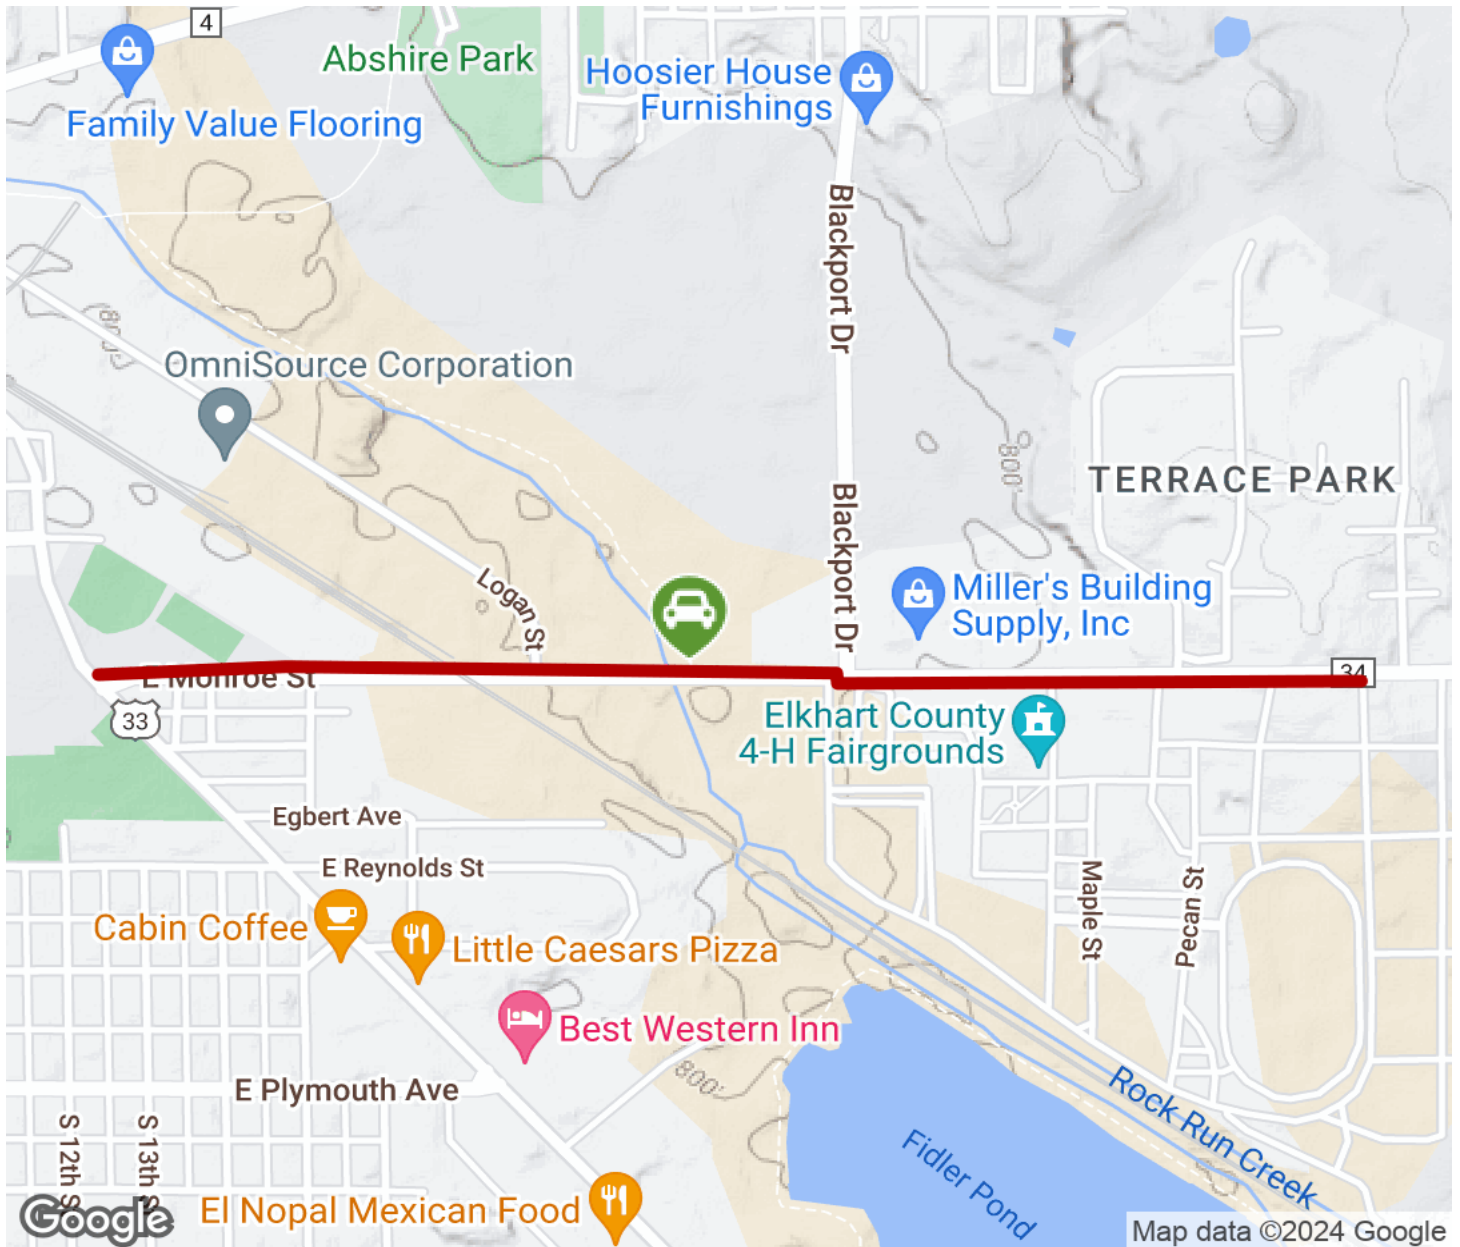 4
Abshire Park
Hoosier House
Furnishings
Family Value Flooring
Blackport Dr
800
OmniSource Corporation
800
TERRACE PARK
Blackport Dr
Logan St
Miller's Building
Supply, Inc
E Monroe St
34
33
Elkhart County
4-H Fairgrounds
Egbert Ave
E Reynolds St
Maple St
Pecan St
Cabin Coffee
Little Caesars Pizza
Best Western Inn
800'
E Plymouth Ave
Rock Run Creek
S 12th St
S 13th St
Fidler Pond
El Nopal Mexican Food
Google
Map data ©2024 Google